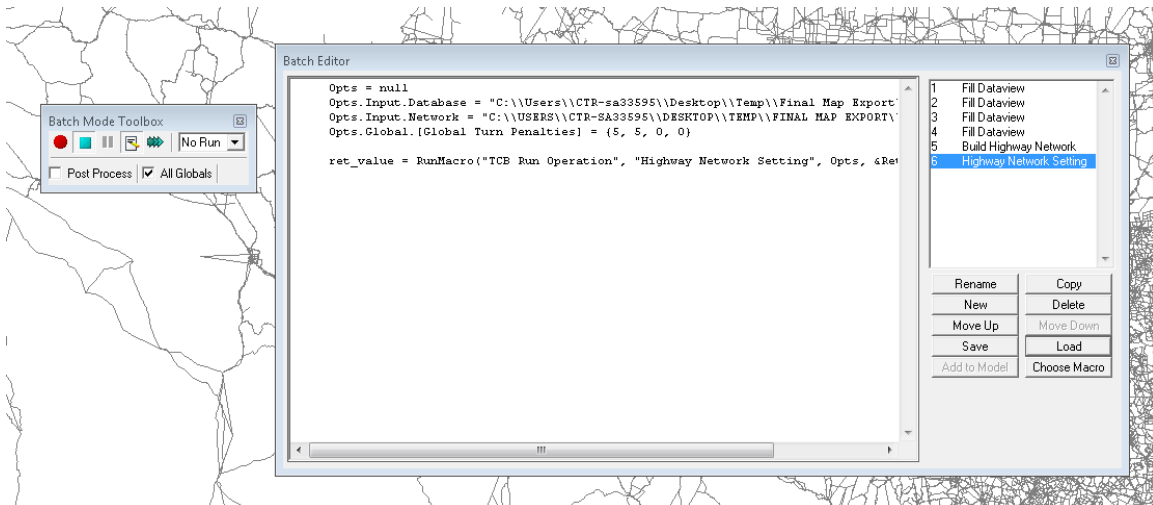 Batch Editor
Opts = null
Opts.Input.Database = "C:\\Users\\CTR-sa33595\\Desktop\\Temp\\Final Map Export
Opts.Input.Network = "C:\\USERS\\CTR-SA33595\\DESKTOP\\TEMP\\FINAL MAP EXPORT\
Opts.Global.[Global Turn Penalties] = {5, 5, 0, 0}
ret_value = RunMacro("TCB Run Operation", "Highway Network Setting", Opts, &Ret
1 Fill Dataview
2 Fill Dataview
3 Fill Dataview
4 Fill Dataview
5 Build Highway Network
6 Highway Network Setting
Rename Copy
New Delete
Move Up Move Down
Save Load
Add to Model Choose Macro
Batch Mode Toolbox
No Run
Post Process All Globals